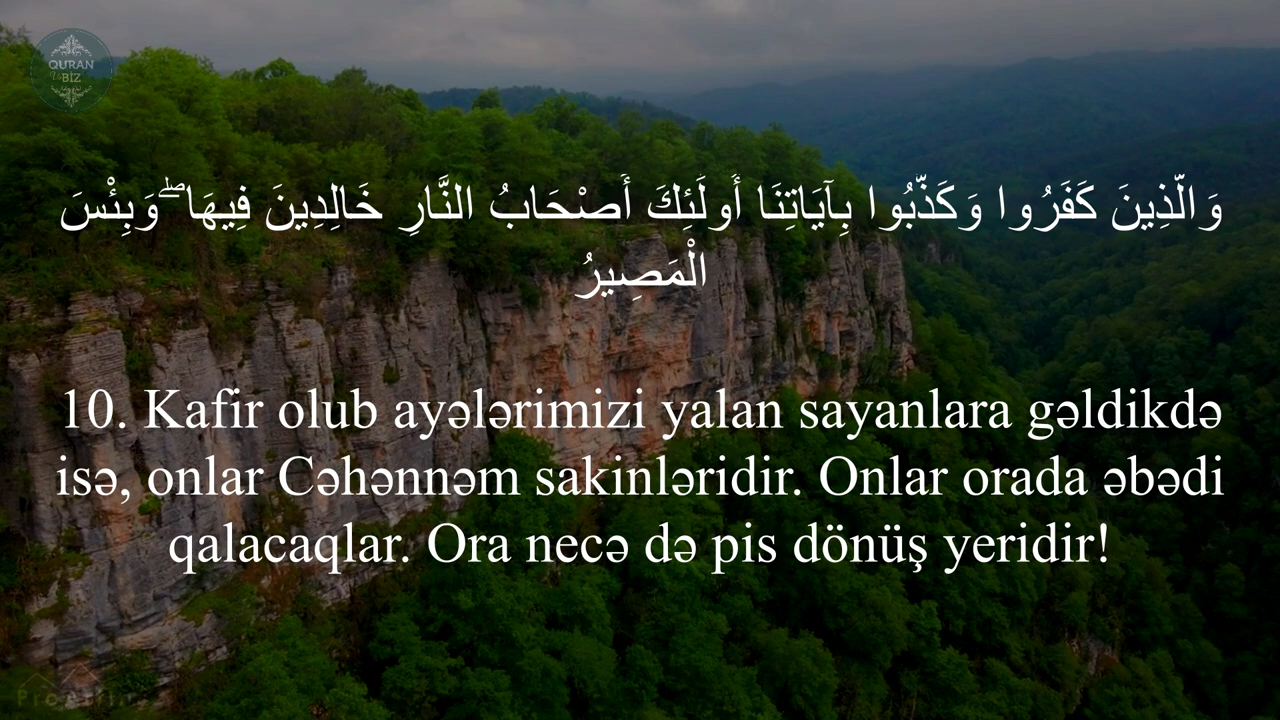 QURAN
Və
BİZ
وَالَّذِينَ كَفَرُوا وَكَذَّبُوا بِآيَاتِنَا أُولَئِكَ أَصْحَابُ النَّارِ خَالِدِينَ فِيهَا ۖ وَبِئْسَ
الْمَصِيرُ
10. Kafir olub ayələrimizi yalan sayanlara gəldikdə
isə, onlar Cəhənnəm sakinləridir. Onlar orada əbədi
qalacaqlar. Ora necə də pis dönüş yeridir!